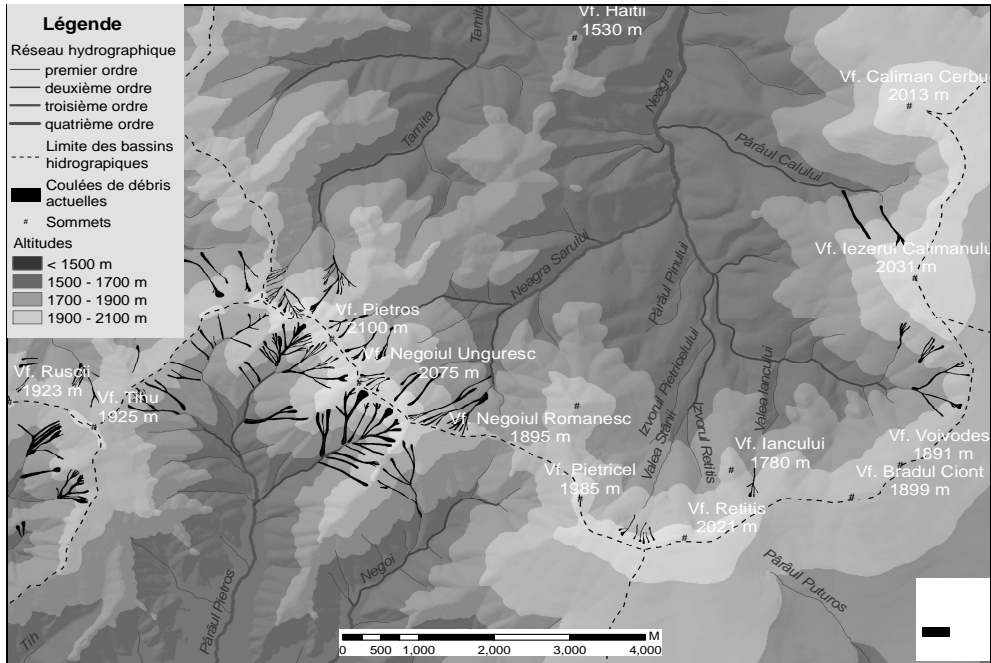 Légende
Réseau hydrographique
premier ordre
deuxième ordre
troisième ordre
quatrième ordre
Limite des bassins
hidrograpiques
Coulées de débris
actuelles
# Sommets
Altitudes
< 1500 m
1500 - 1700 m
1700 - 1900 m
1900 - 2100 m
Vf. Haitii
1530 m
Tarnita
Neagra
Vf. Caliman Cerbu
2013 m
Tarnita
Pârâul Calului
Vf. Iezerul Calimanulu
2031 m
Neagra Sarului
Pârâul Pinului
Vf. Pietros
2100 m
Vf. Negoiul Unguresc
2075 m
Vf. Ruscii
1923 m
Vf. Tihu
1925 m
Izvorul Pietricelului
Valea Iancului
Vf. Negoiul Romanesc
1895 m
Valea Stânii
Izvorul Retitis
Vf. Iancului
1780 m
Vf. Voivodes
1891 m
Vf. Bradul Ciont
1899 m
Vf. Pietricel
1985 m
Vf. Retitis
2021 m
Negoi
Pârâul Puturos
Pârâul Pietros
Tih
M
0 500 1,000 2,000 3,000 4,000